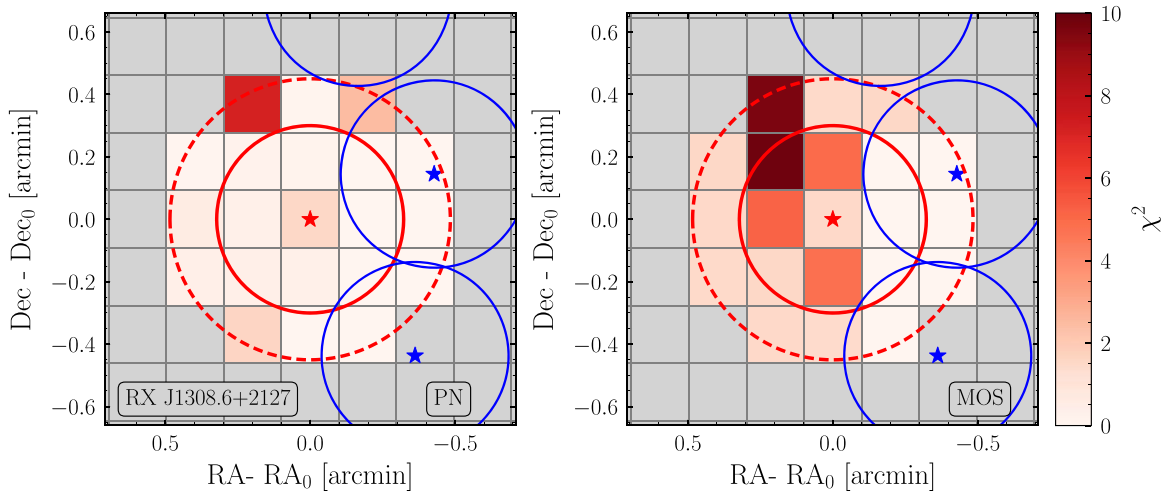 0.6
0.4
0.2
0.0
−0.2
−0.4
−0.6
Dec - Dec₀ [arcmin]
RX J1308.6+2127
PN
0.5 0.0 −0.5
RA- RA₀ [arcmin]
0.6
0.4
0.2
0.0
−0.2
−0.4
−0.6
Dec - Dec₀ [arcmin]
MOS
0.5 0.0 −0.5
RA- RA₀ [arcmin]
10
8
6
4
2
0
χ²